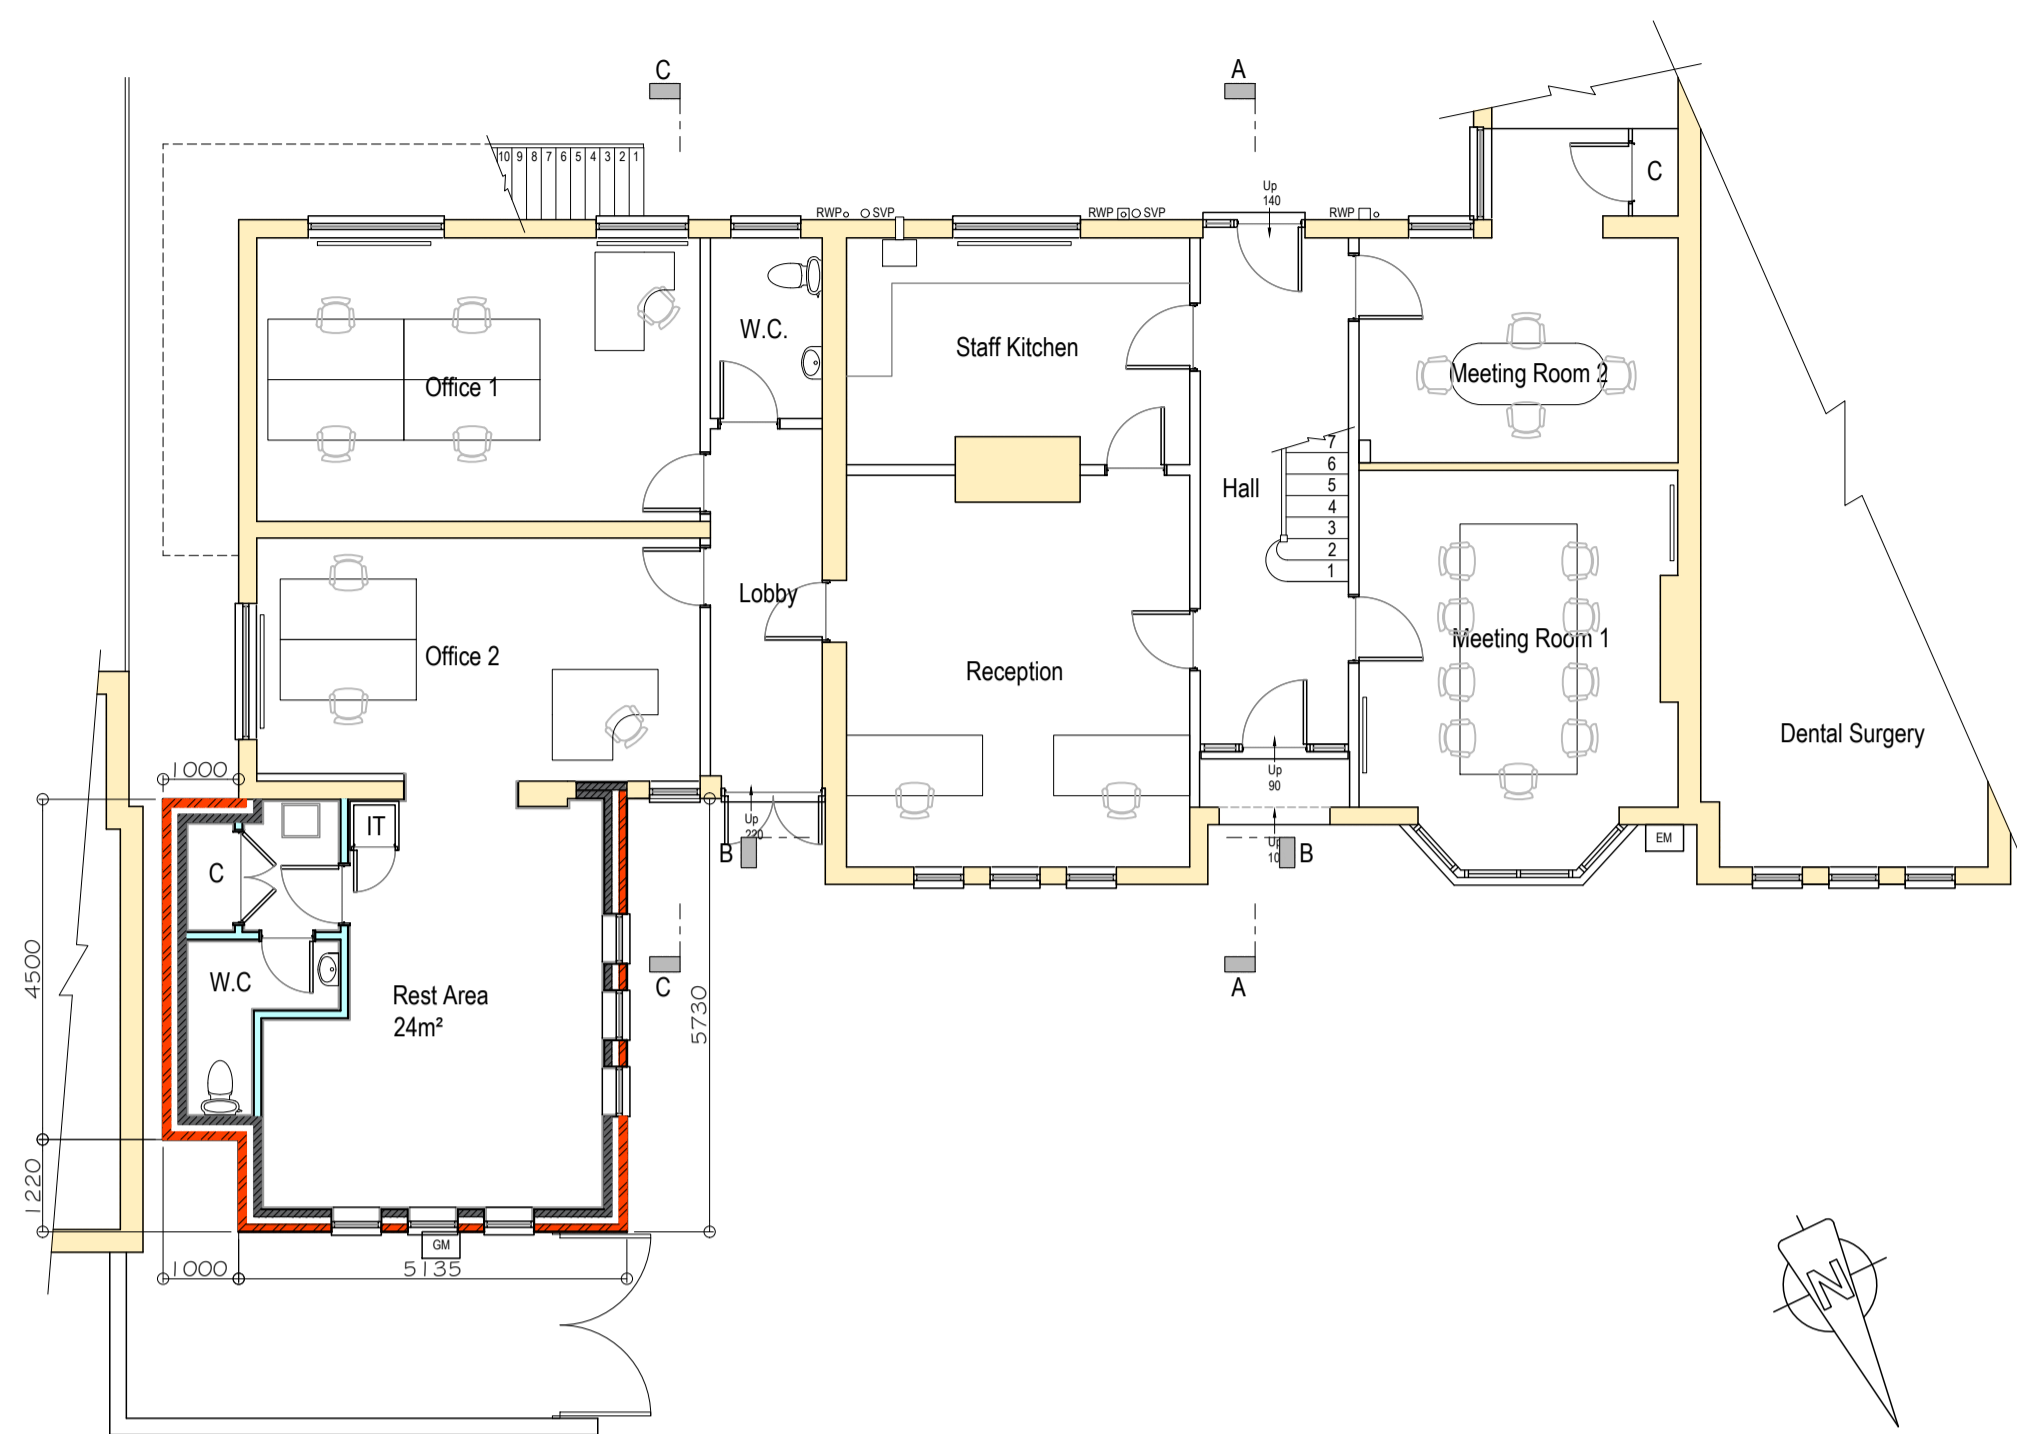 C
A
10 9 8 7 6 5 4 3 2 1
Up
140
RWP
SVP
RWP
SVP
RWP
C
W.C.
Staff Kitchen
Office 1
Meeting Room 2
7
6
5
4
3
2
1
Hall
Lobby
Office 2
Reception
Meeting Room 1
Dental Surgery
1000
Up
220
Up
90
Up
10
B
B
EM
IT
C
4500
W.C
Rest Area
24m²
C
A
5730
1220
GM
1000
5135
N